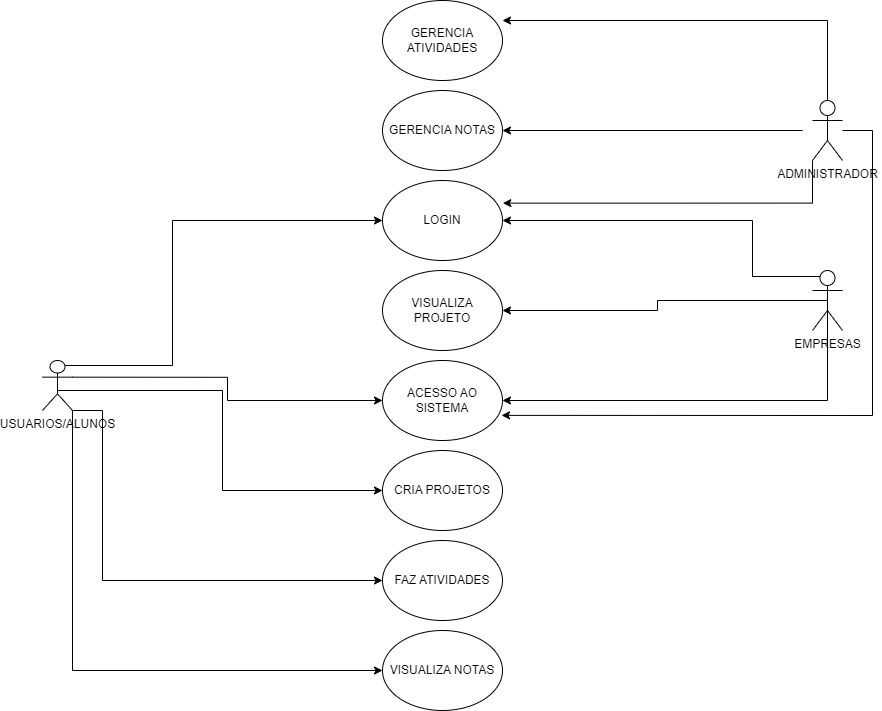 GERENCIA
ATIVIDADES
GERENCIA NOTAS
ADMINISTRADOR
LOGIN
VISUALIZA
PROJETO
EMPRESAS
ACESSO AO
SISTEMA
USUARIOS/ALUNOS
CRIA PROJETOS
FAZ ATIVIDADES
VISUALIZA NOTAS